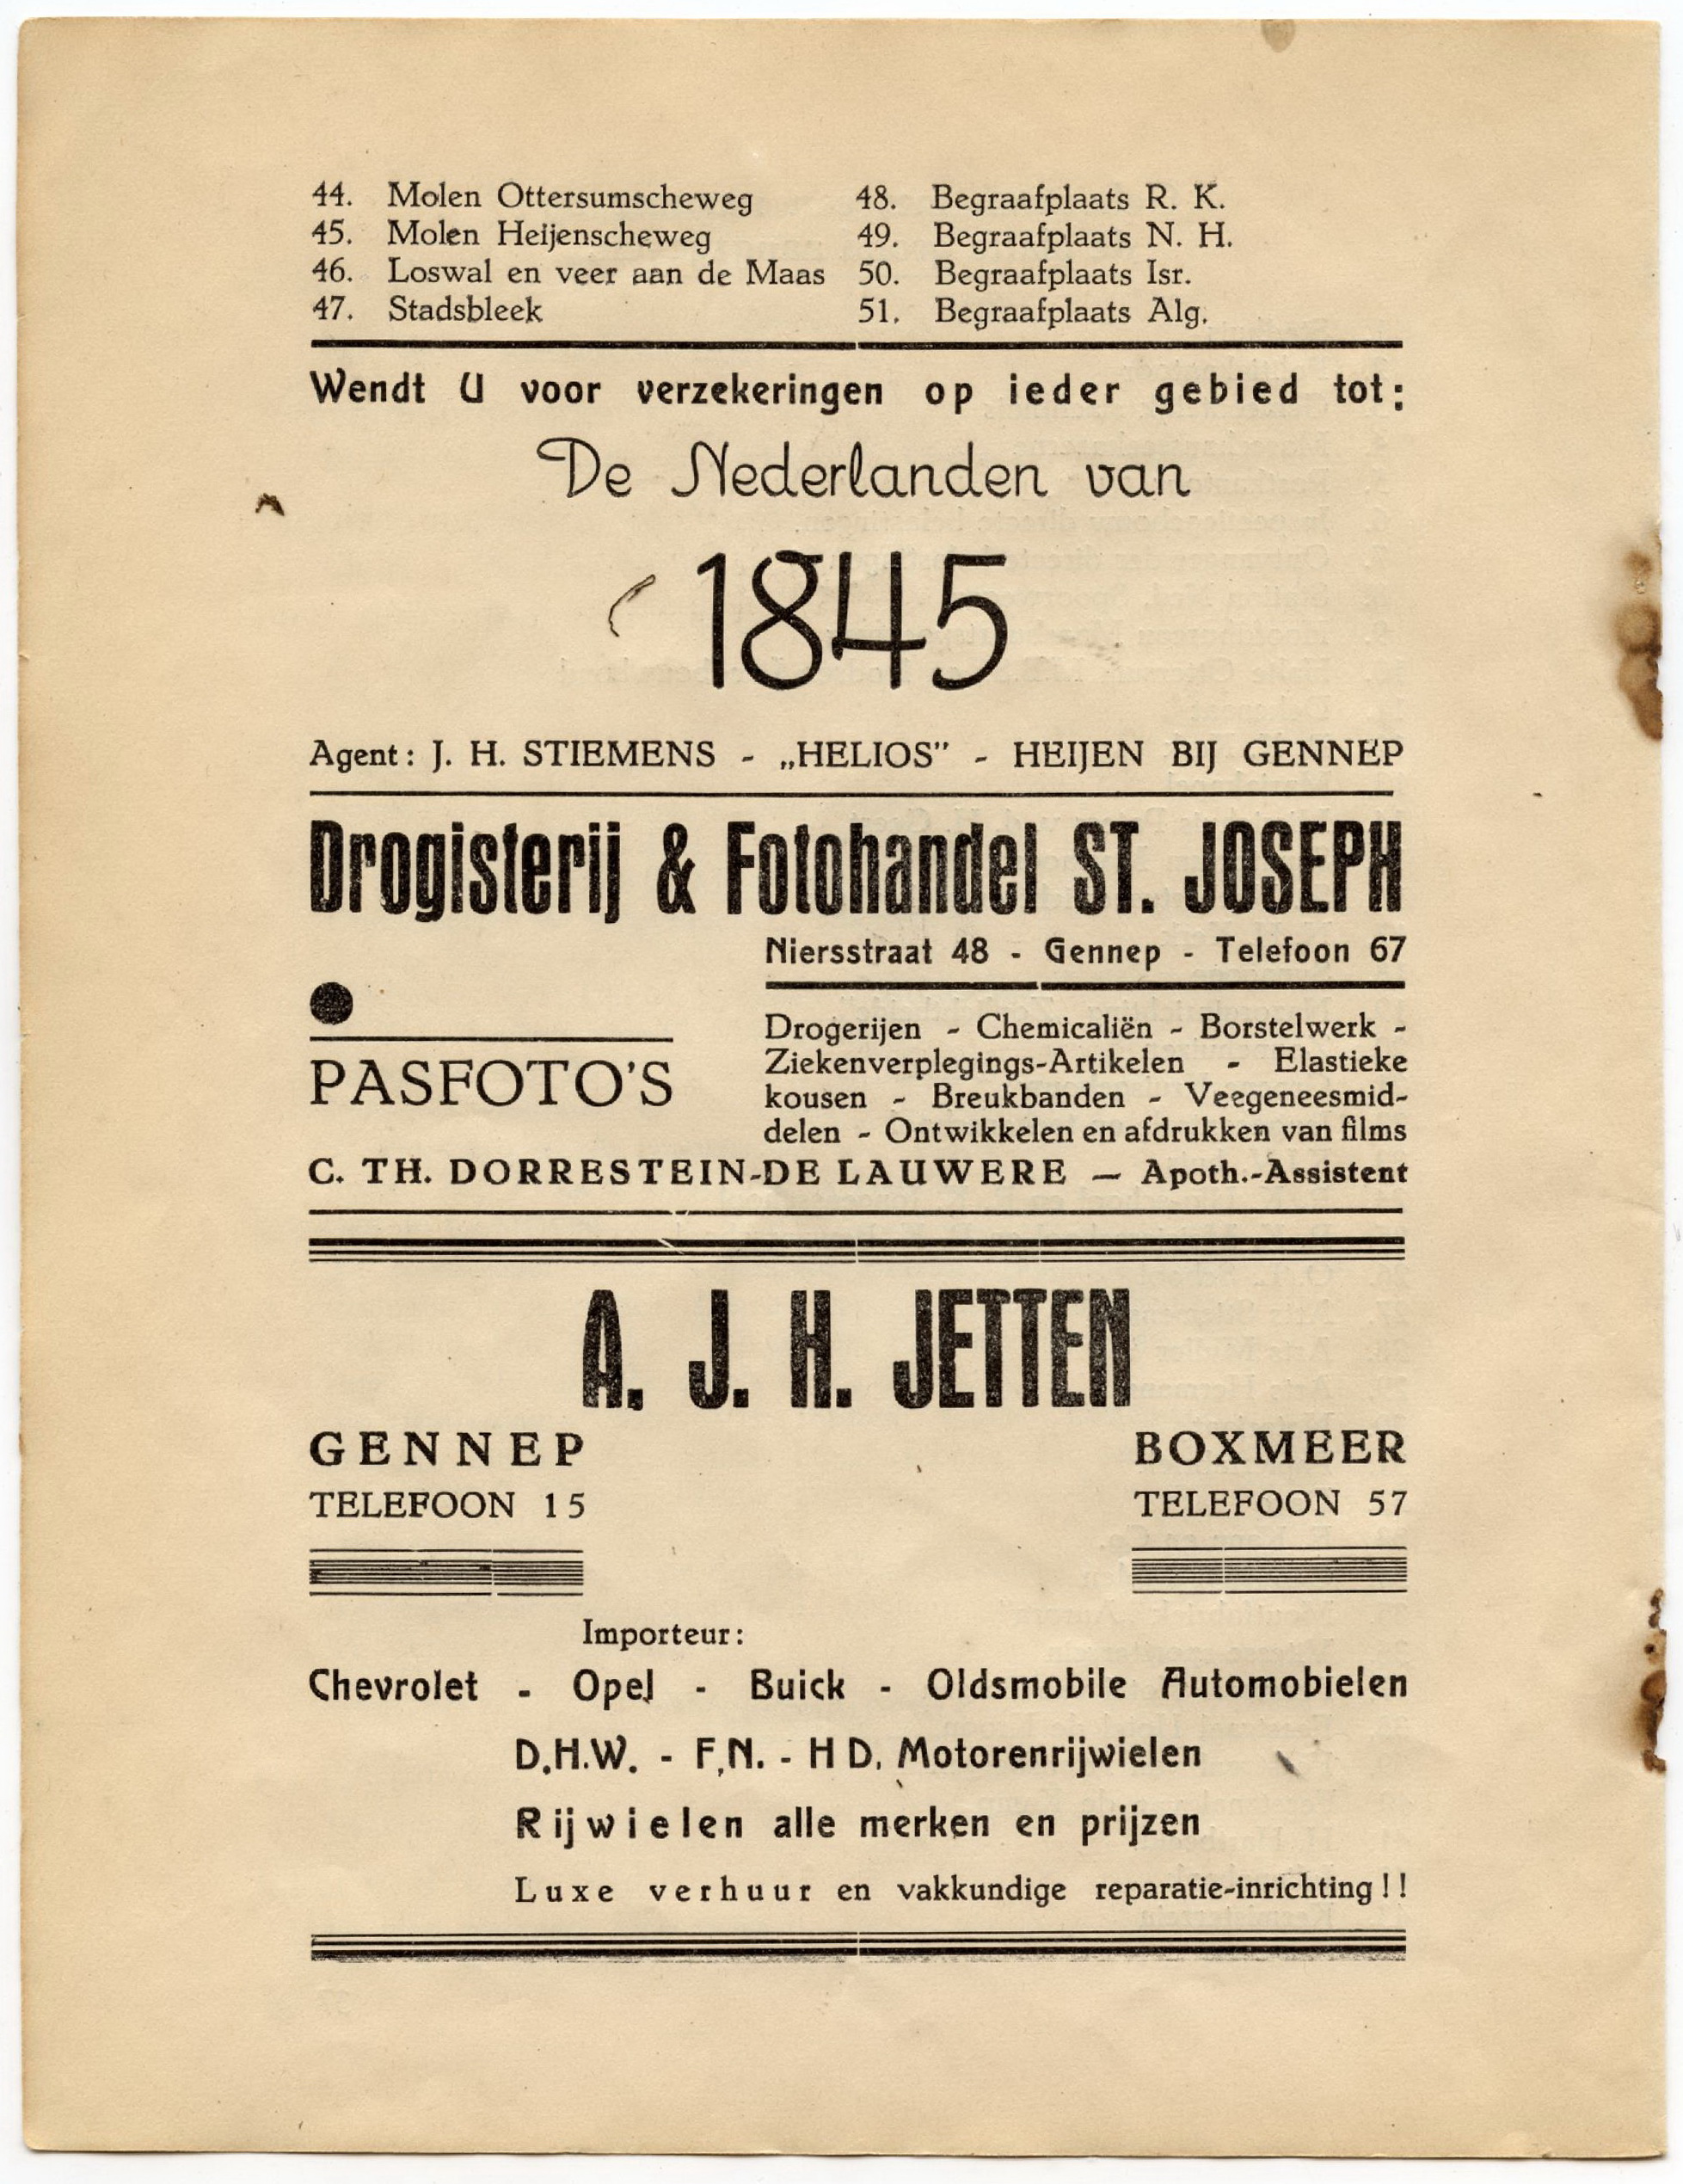 44. Molen Ottersumscheweg
45. Molen Heijenscheweg
46. Loswal en veer aan de Maas
47. Stadsbleek
48. Begraafplaats R. K.
49. Begraafplaats N. H.
50. Begraafplaats Isr.
51. Begraafplaats Alg.
Wendt U voor verzekeringen op ieder gebied tot:
De Nederlanden van
1845
Agent: J. H. STIEMENS - „HELIOS" - HEIJEN BIJ GENNEP
Drogisterij & Fotohandel ST. JOSEPH
Niersstraat 48 - Gennep - Telefoon 67
PASFOTO'S
Drogerijen - Chemicaliën - Borstelwerk -
Ziekenverplegings-Artikelen - Elastieke
kousen - Breukbanden - Veegeneesmid-
delen - Ontwikkelen en afdrukken van films
C. TH. DORRESTEIN-DE LAUWERE — Apoth.-Assistent
A. J. H. JETTEN
GENNEP
TELEFOON 15
BOXMEER
TELEFOON 57
Importeur:
Chevrolet - Opel - Buick - Oldsmobile Automobielen
D.H.W. - F.N. - H D. Motorenrijwielen
Rijwielen alle merken en prijzen
Luxe verhuur en vakkundige reparatie-inrichting!!